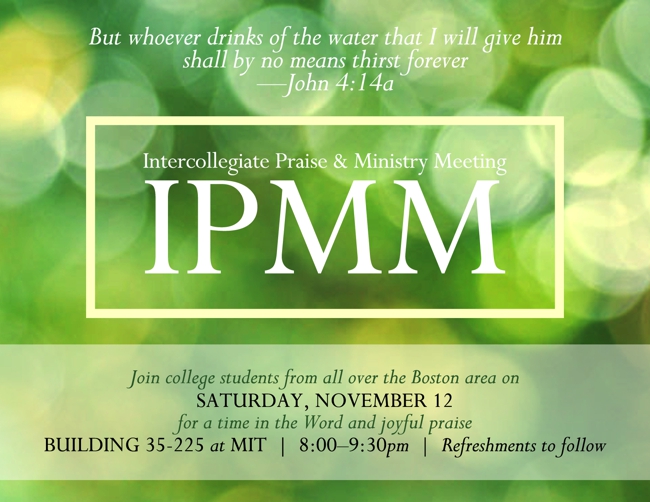 But whoever drinks of the water that I will give him
shall by no means thirst forever
—John 4:14a
Intercollegiate Praise & Ministry Meeting
IPMM
Join college students from all over the Boston area on
SATURDAY, NOVEMBER 12
for a time in the Word and joyful praise
BUILDING 35-225 at MIT | 8:00–9:30pm | Refreshments to follow